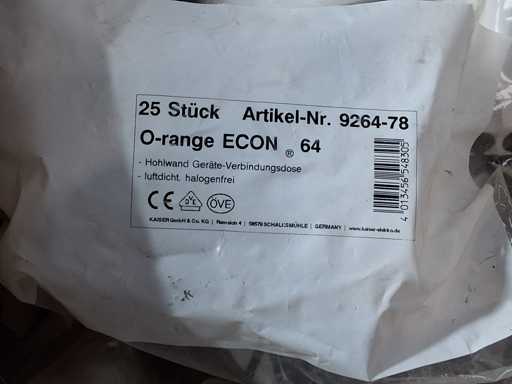 25 Stück Artikel-Nr. 9264-78
O-range ECON ® 64
- Hohlwand Geräte-Verbindungsdose
- luftdicht, halogenfrei
CE VDE ÖVE
KAISER GmbH & Co. KG | Ramsloh 4 | 58579 SCHALKSMÜHLE | GERMANY | www.kaiser-elektro.de
4 013456 548305